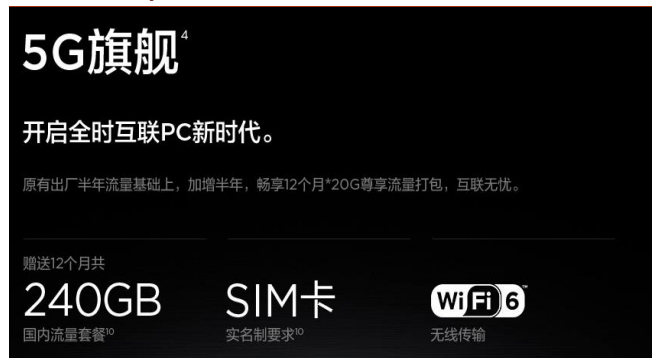 5G旗舰4
开启全时互联PC新时代。
原有出厂半年流量基础上，加增半年，畅享12个月*20G尊享流量打包，互联无忧。
赠送12个月共
240GB
国内流量套餐10
SIM卡
实名制要求10
WiFi 6
无线传输